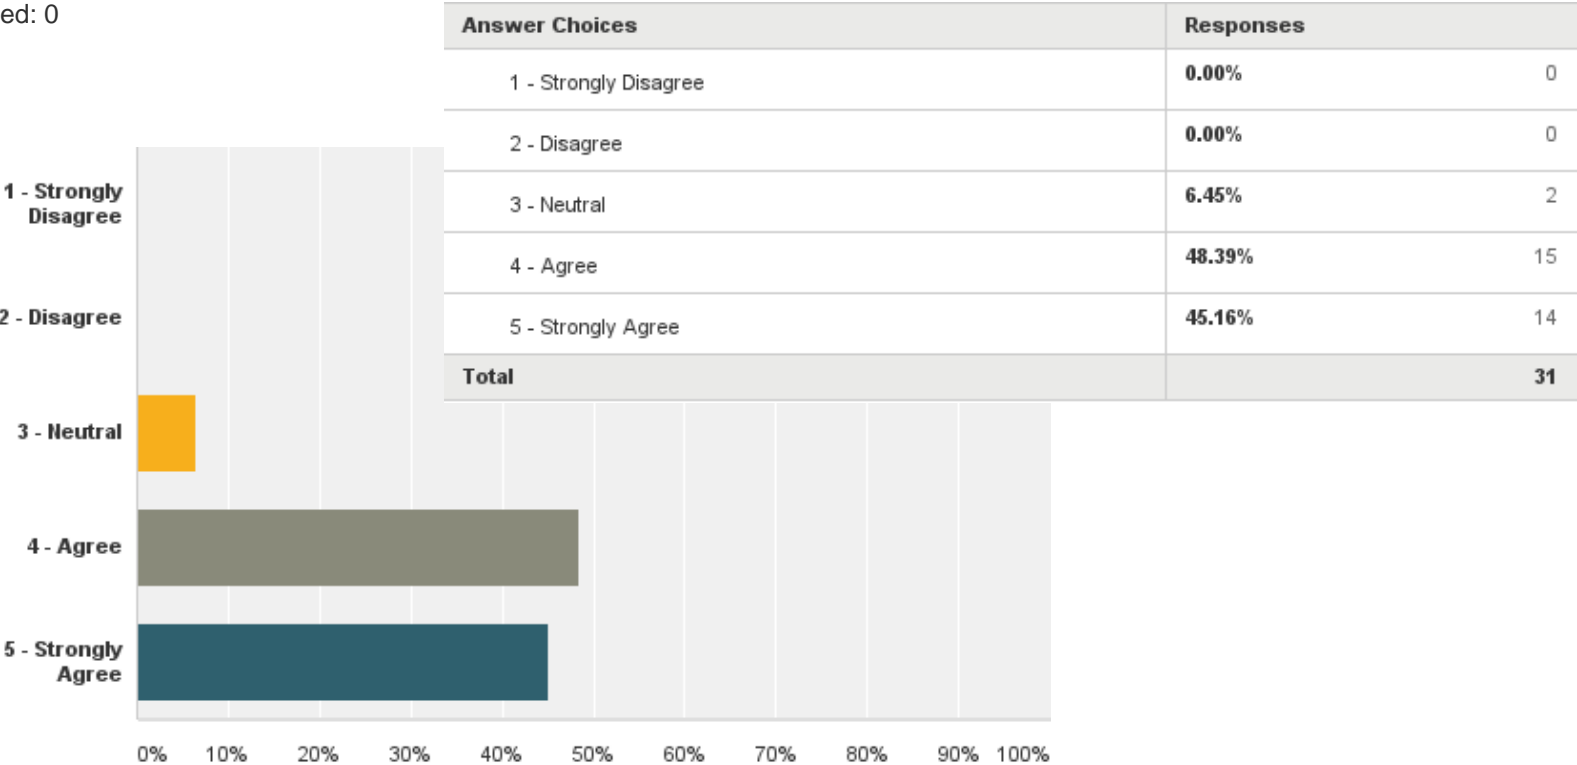 ed: 0
Answer Choices Responses
1 - Strongly Disagree 0.00% 0
2 - Disagree 0.00% 0
3 - Neutral 6.45% 2
4 - Agree 48.39% 15
5 - Strongly Agree 45.16% 14
Total 31
1 - Strongly
Disagree
2 - Disagree
3 - Neutral
4 - Agree
5 - Strongly
Agree
0% 10% 20% 30% 40% 50% 60% 70% 80% 90% 100%